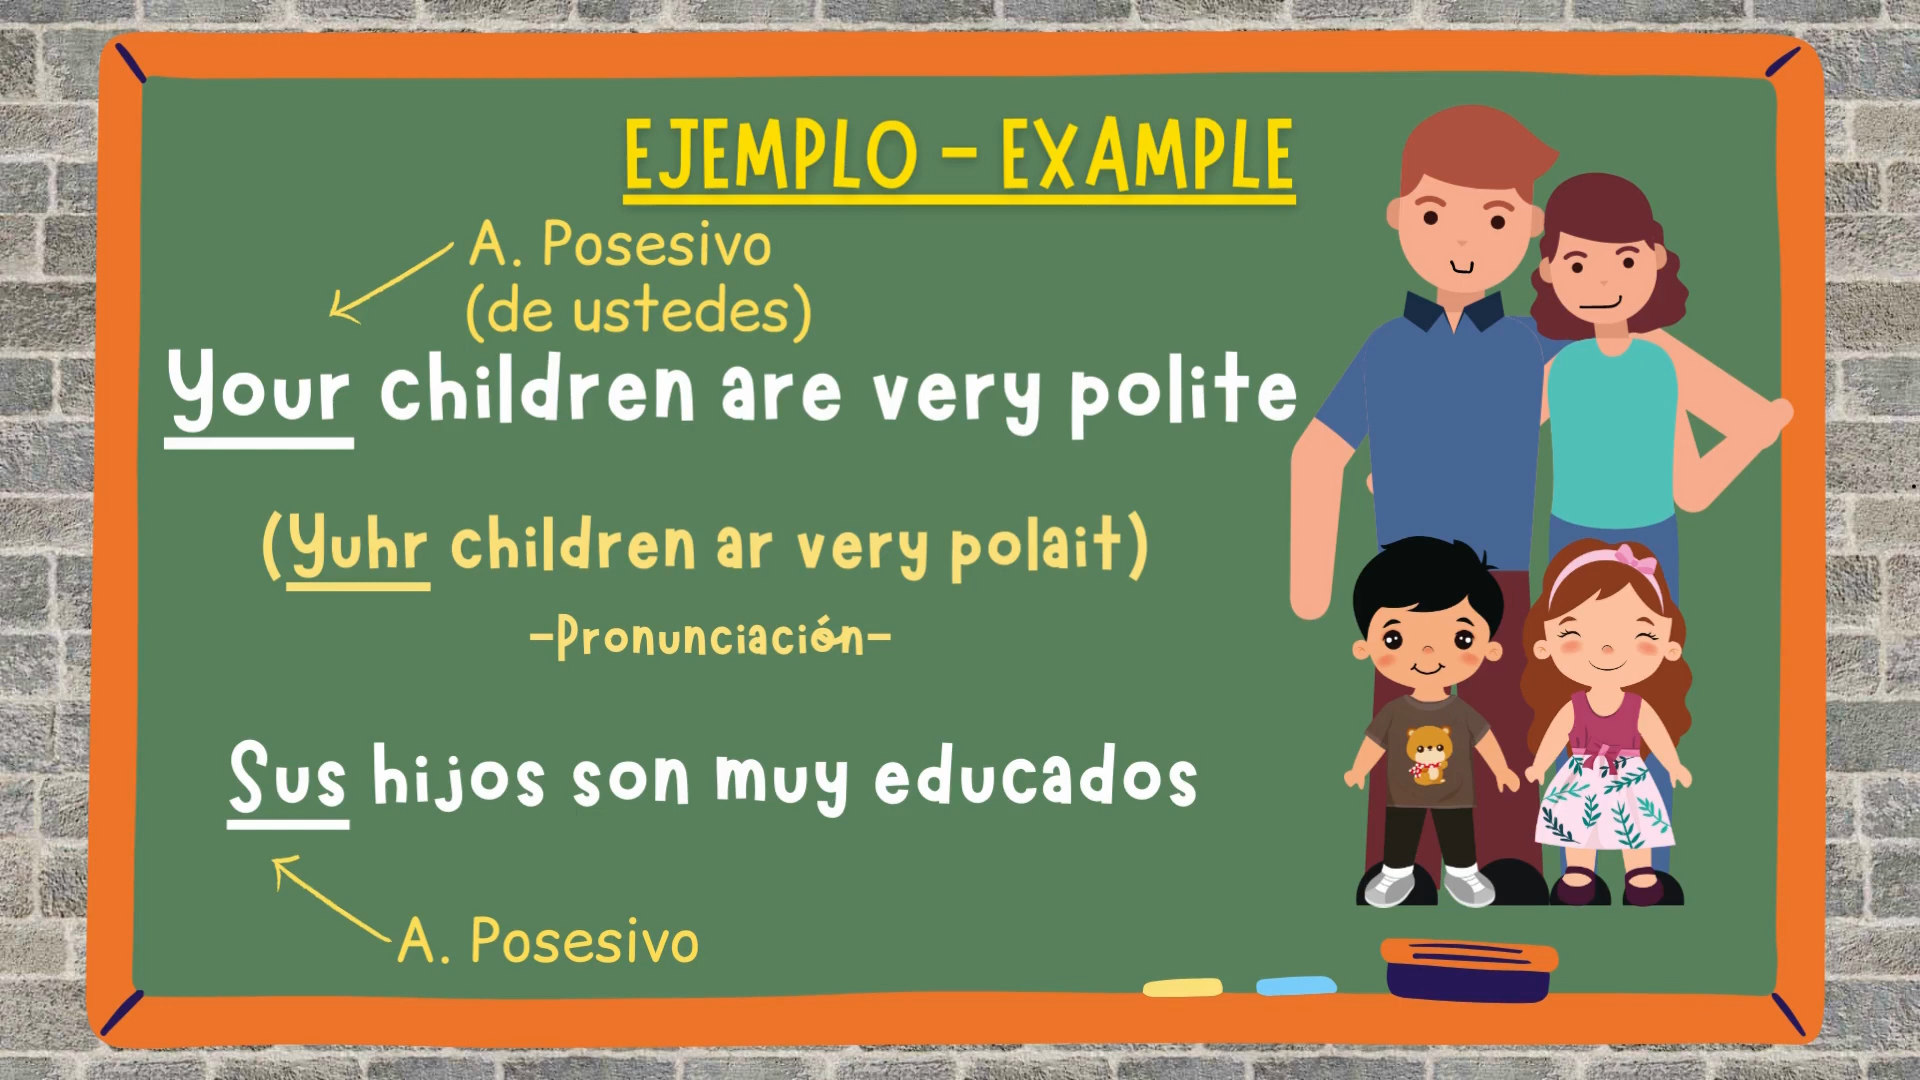 EJEMPLO - EXAMPLE
A. Posesivo
(de ustedes)
Your children are very polite
(Yuhr children ar very polait)
-Pronunciación-
Sus hijos son muy educados
A. Posesivo